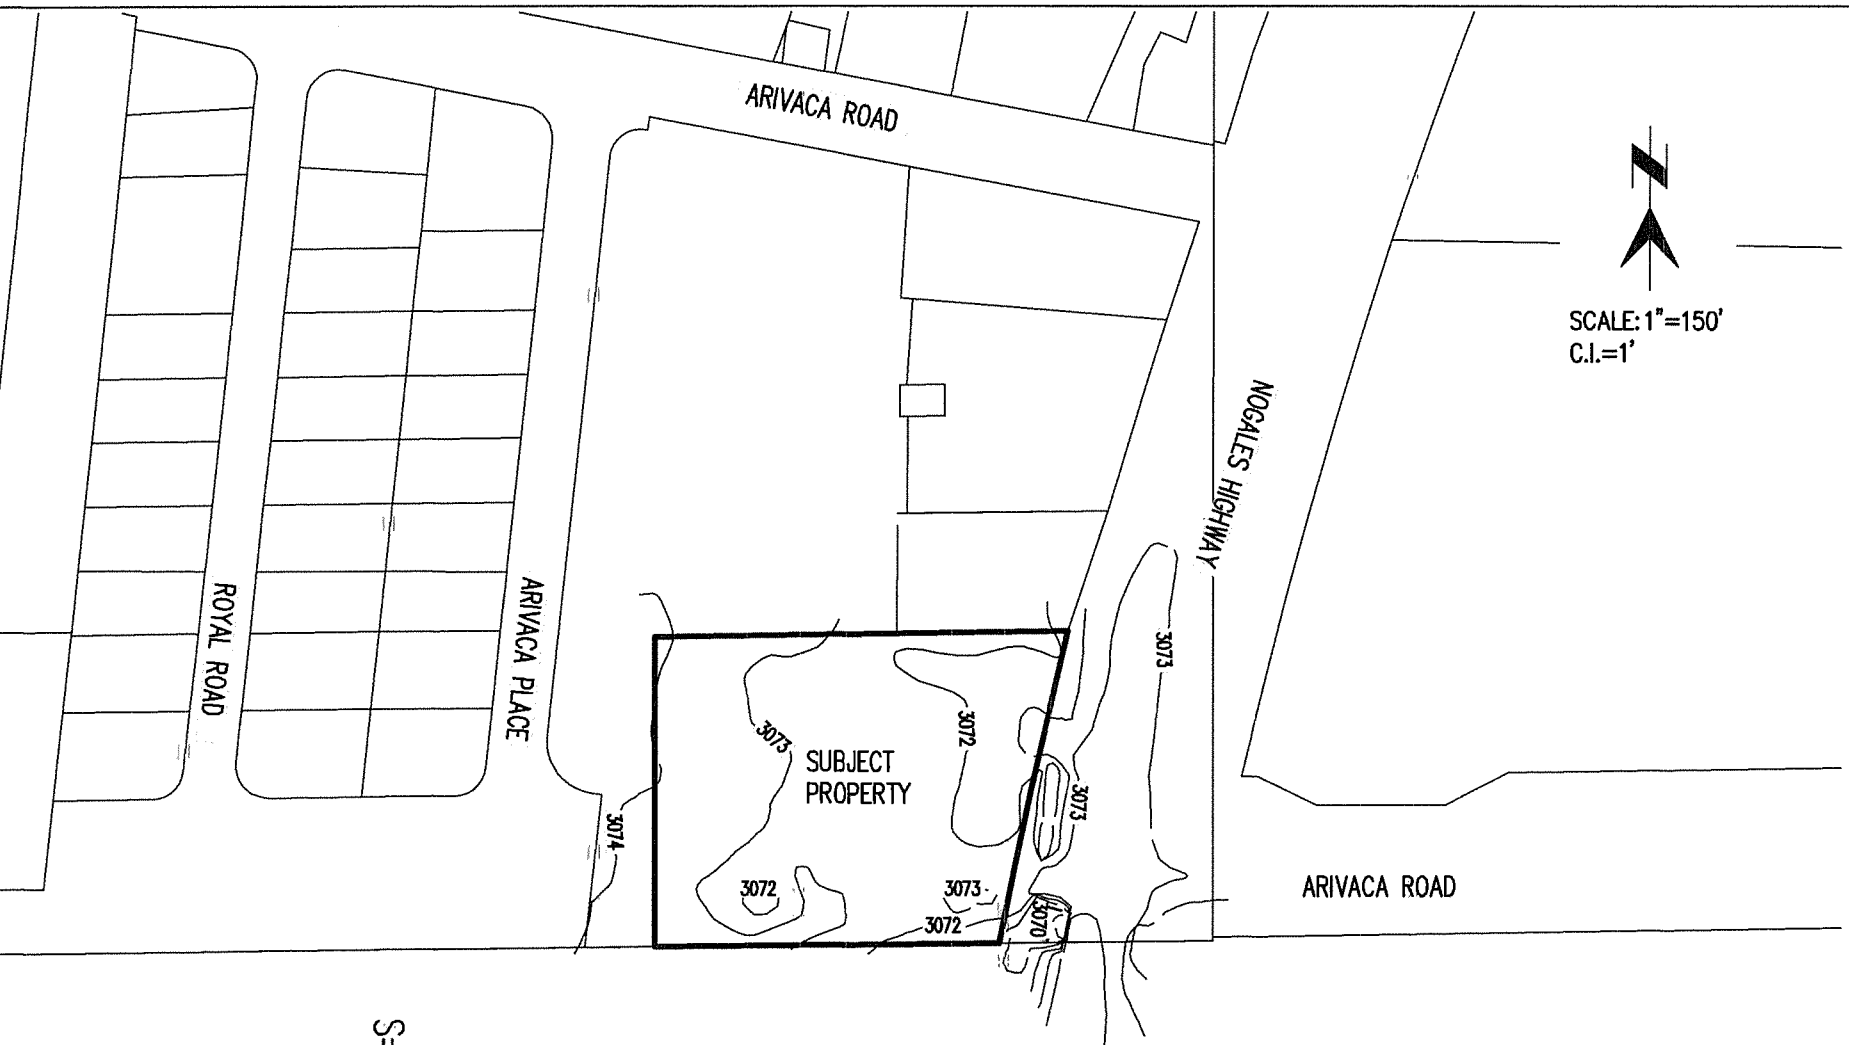 ARIVACA ROAD
N
SCALE: 1"=150'
C.I.=1'
NOGALES HIGHWAY
ROYAL ROAD
ARIVACA PLACE
3073
3073
3072
SUBJECT
PROPERTY
3073
3074
3072
3073
3072
3070
ARIVACA ROAD
S=